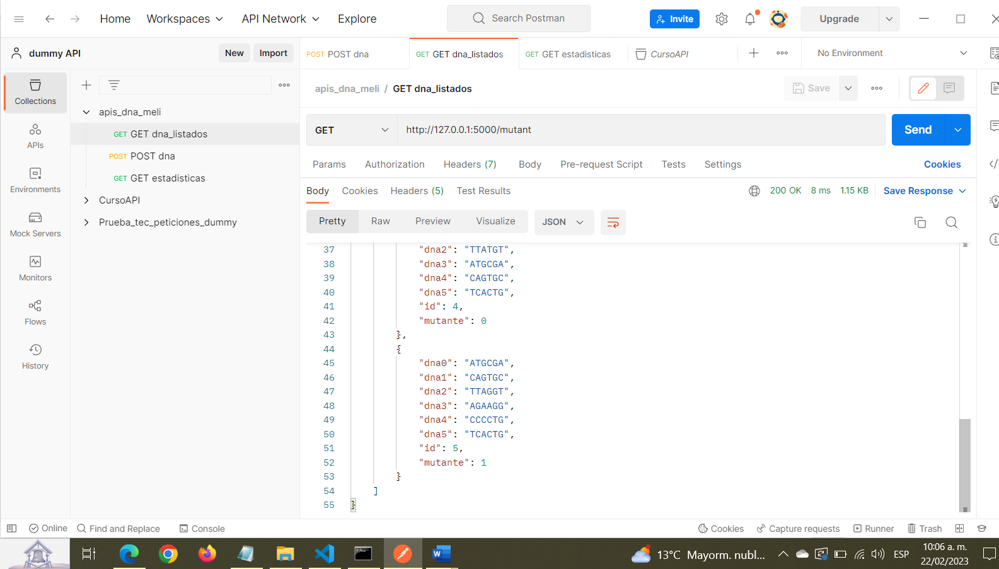 Home Workspaces API Network Explore Search Postman Invite Upgrade
dummy API New Import
POST POST dna GET GET dna_listados GET GET estadisticas CursoAPI No Environment
Collections
APIs
Environments
Mock Servers
Monitors
Flows
History
apis_dna_meli
GET GET dna_listados
POST POST dna
GET GET estadisticas
CursoAPI
Prueba_tec_peticiones_dummy
apis_dna_meli / GET dna_listados Save
GET http://127.0.0.1:5000/mutant Send
Params Authorization Headers (7) Body Pre-request Script Tests Settings Cookies
Body Cookies Headers (5) Test Results 200 OK 8 ms 1.15 KB Save Response
Pretty Raw Preview Visualize JSON
37 "dna2": "TTATGT",
38 "dna3": "ATGCGA",
39 "dna4": "CAGTGC",
40 "dna5": "TCACTG",
41 "id": 4,
42 "mutante": 0
43 },
44 {
45 "dna0": "ATGCGA",
46 "dna1": "CAGTGC",
47 "dna2": "TTAGGT",
48 "dna3": "AGAAGG",
49 "dna4": "CCCCTG",
50 "dna5": "TCACTG",
51 "id": 5,
52 "mutante": 1
53 }
54 ]
55 }
Online Find and Replace Console Cookies Capture requests Runner Trash
13°C Mayorm. nubl... ESP 10:06 a. m.
22/02/2023